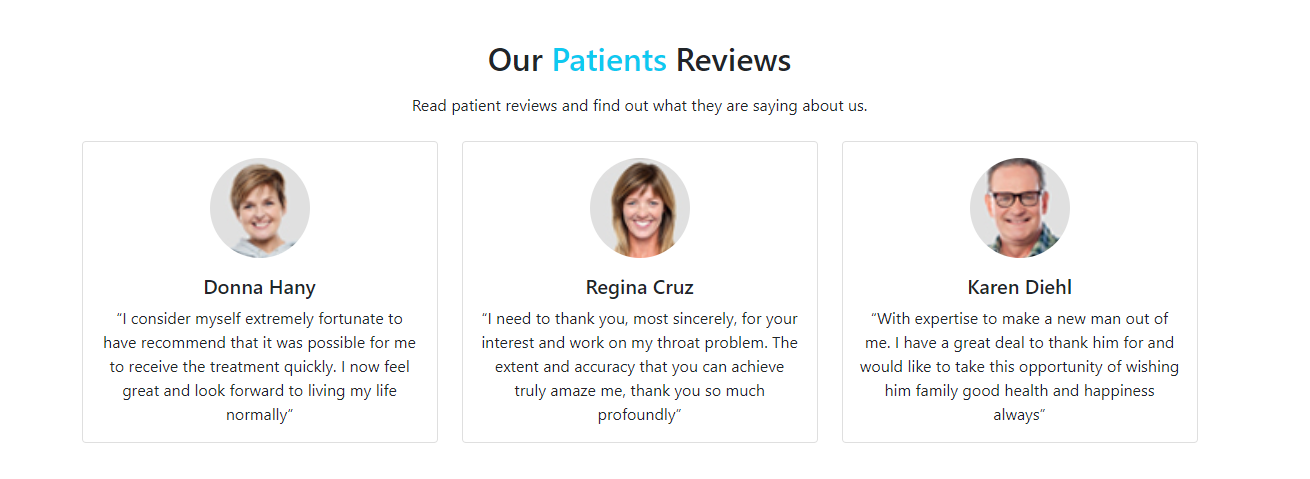 Our Patients Reviews
Read patient reviews and find out what they are saying about us.
Donna Hany
“I consider myself extremely fortunate to
have recommend that it was possible for me
to receive the treatment quickly. I now feel
great and look forward to living my life
normally”
Regina Cruz
“I need to thank you, most sincerely, for your
interest and work on my throat problem. The
extent and accuracy that you can achieve
truly amaze me, thank you so much
profoundly”
Karen Diehl
“With expertise to make a new man out of
me. I have a great deal to thank him for and
would like to take this opportunity of wishing
him family good health and happiness
always”